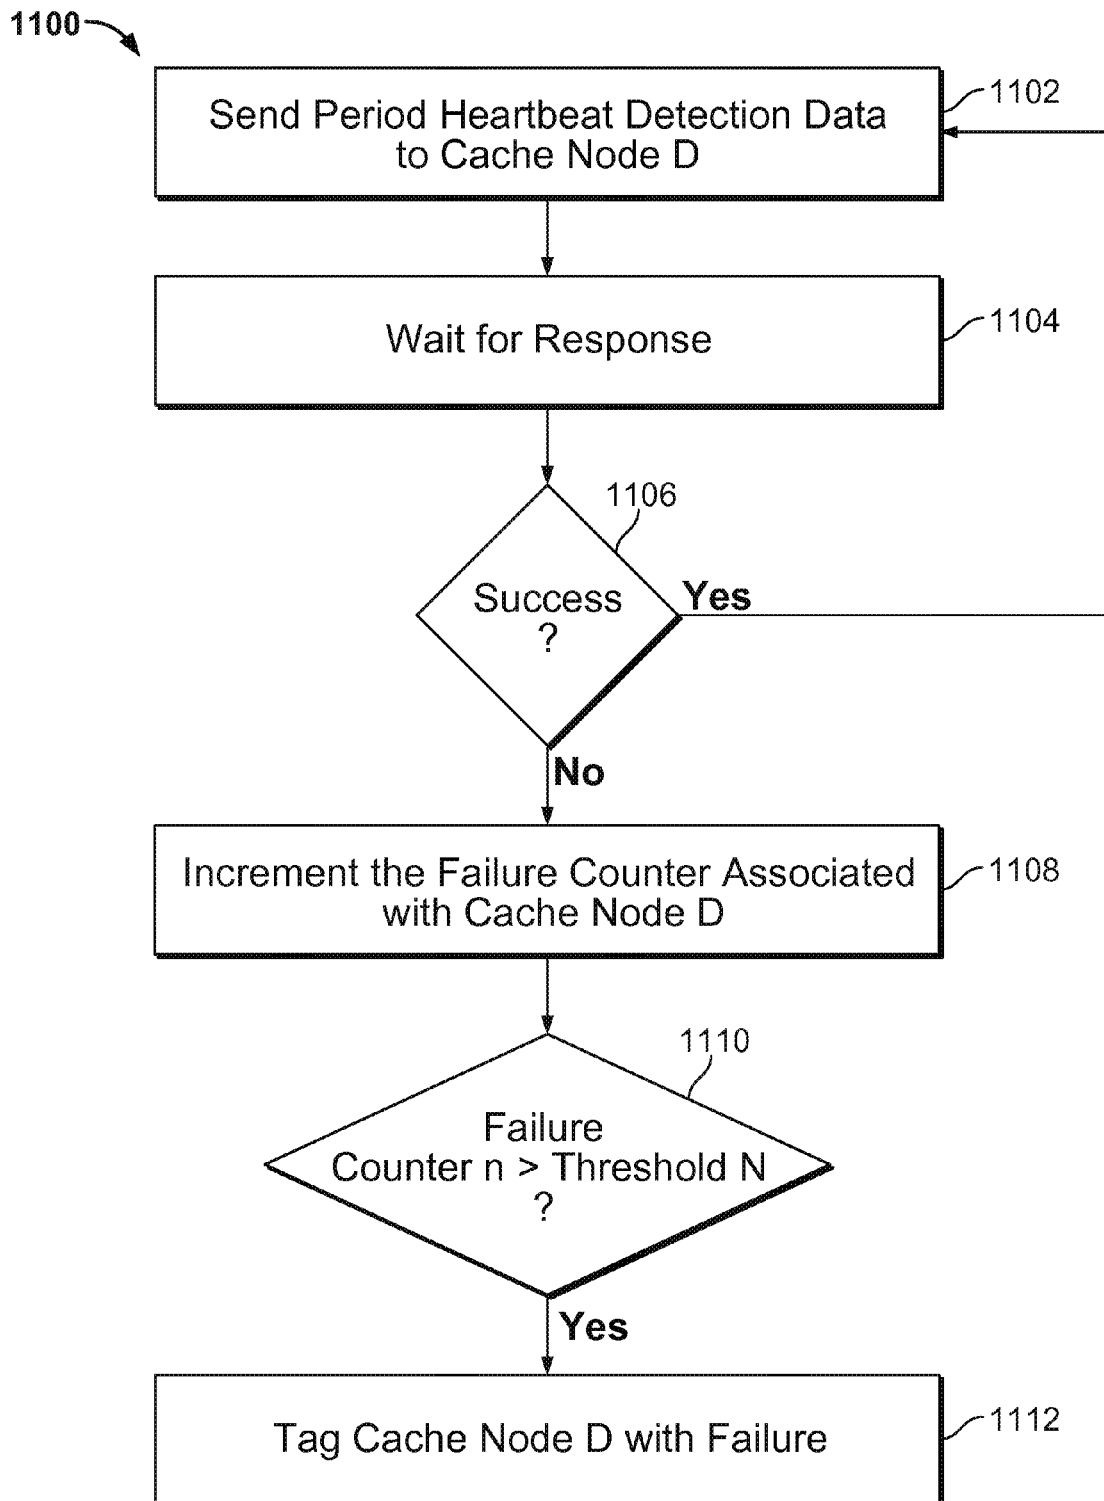 1100
Send Period Heartbeat Detection Data
to Cache Node D
1102
Wait for Response
1104
1106
Success
?
Yes
No
Increment the Failure Counter Associated
with Cache Node D
1108
1110
Failure
Counter n > Threshold N
?
Yes
Tag Cache Node D with Failure
1112